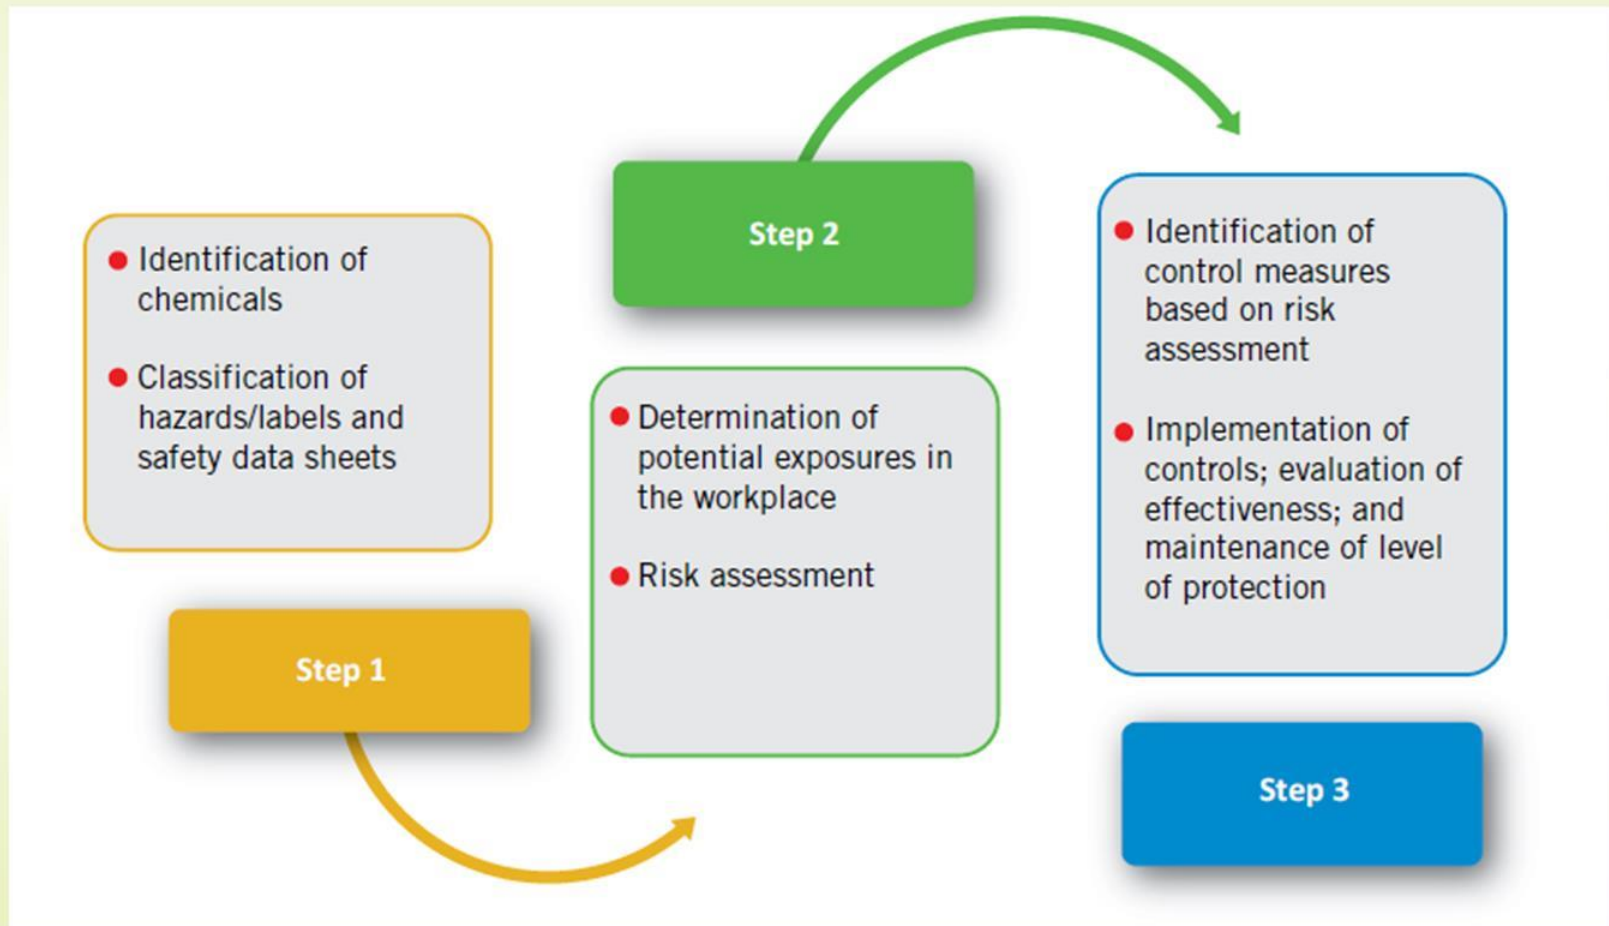 Identification of
chemicals
Classification of
hazards/labels and
safety data sheets
Step 1
Step 2
Determination of
potential exposures in
the workplace
Risk assessment
Identification of
control measures
based on risk
assessment
Implementation of
controls; evaluation of
effectiveness; and
maintenance of level
of protection
Step 3